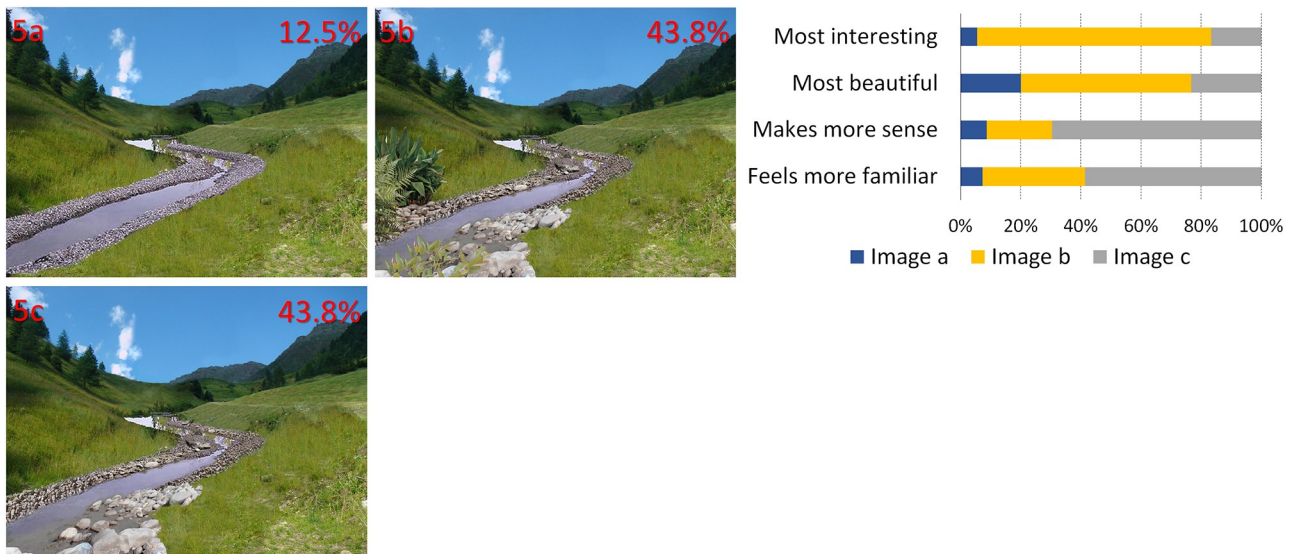 5a 12.5%
5b 43.8%
Most interesting
Most beautiful
Makes more sense
Feels more familiar
0% 20% 40% 60% 80% 100%
Image a Image b Image c
5c 43.8%